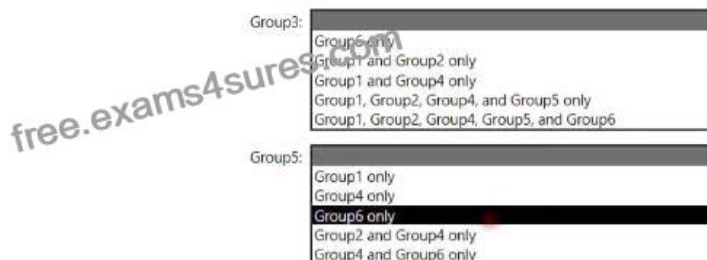 Group3:
Group6 only
Group1 and Group2 only
Group1 and Group4 only
Group1, Group2, Group4, and Group5 only
Group1, Group2, Group4, Group5, and Group6
free.exams4sures.com
Group5:
Group1 only
Group4 only
Group6 only
Group2 and Group4 only
Group4 and Group6 only